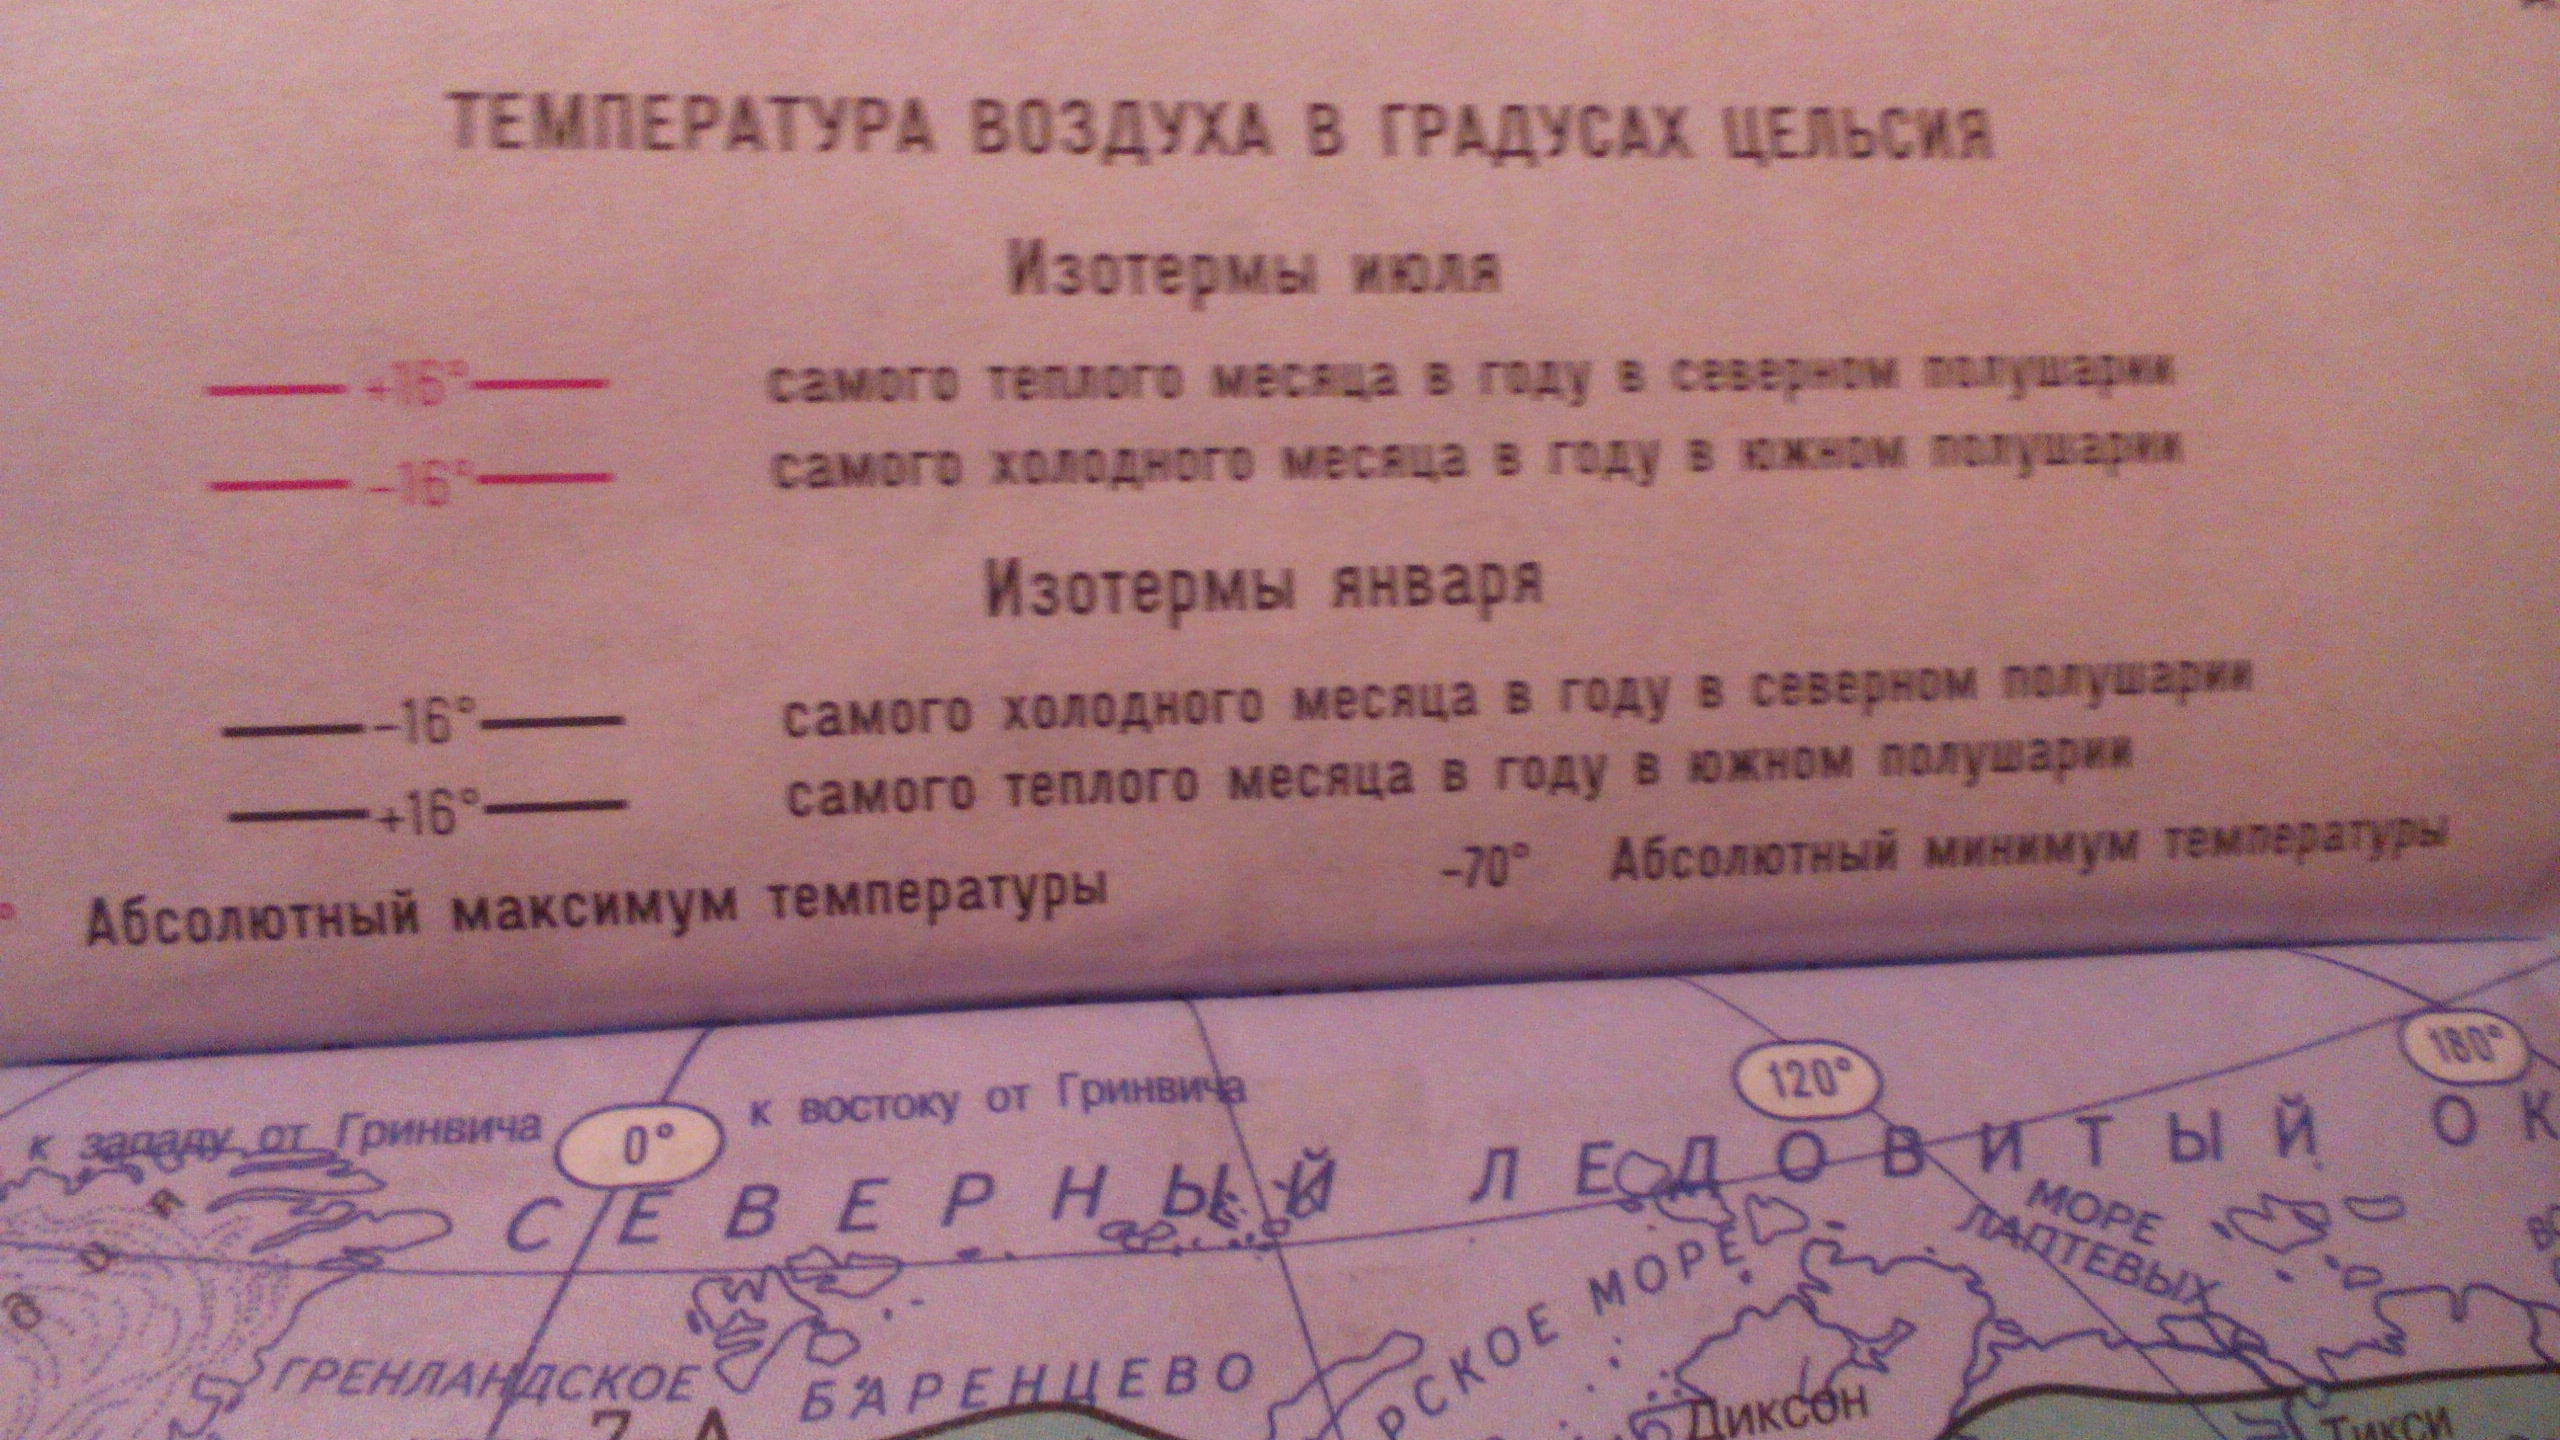 ТЕМПЕРАТУРА ВОЗДУХА В ГРАДУСАХ ЦЕЛЬСИЯ
Изотермы июля
+16° самого теплого месяца в году в северном полушарии
-16° самого холодного месяца в году в южном полушарии
Изотермы января
-16° самого холодного месяца в году в северном полушарии
+16° самого теплого месяца в году в южном полушарии
° Абсолютный максимум температуры -70° Абсолютный минимум температуры
к западу от Гринвича 0° к востоку от Гринвича 120° 180°
СЕВЕРНЫЙ ЛЕДОВИТЫЙ ОК
МОРЕ
ЛАПТЕВЫХ
РСКОЕ МОРЕ
ГРЕНЛАНДСКОЕ
БАРЕНЦЕВО
Диксон
Тикси